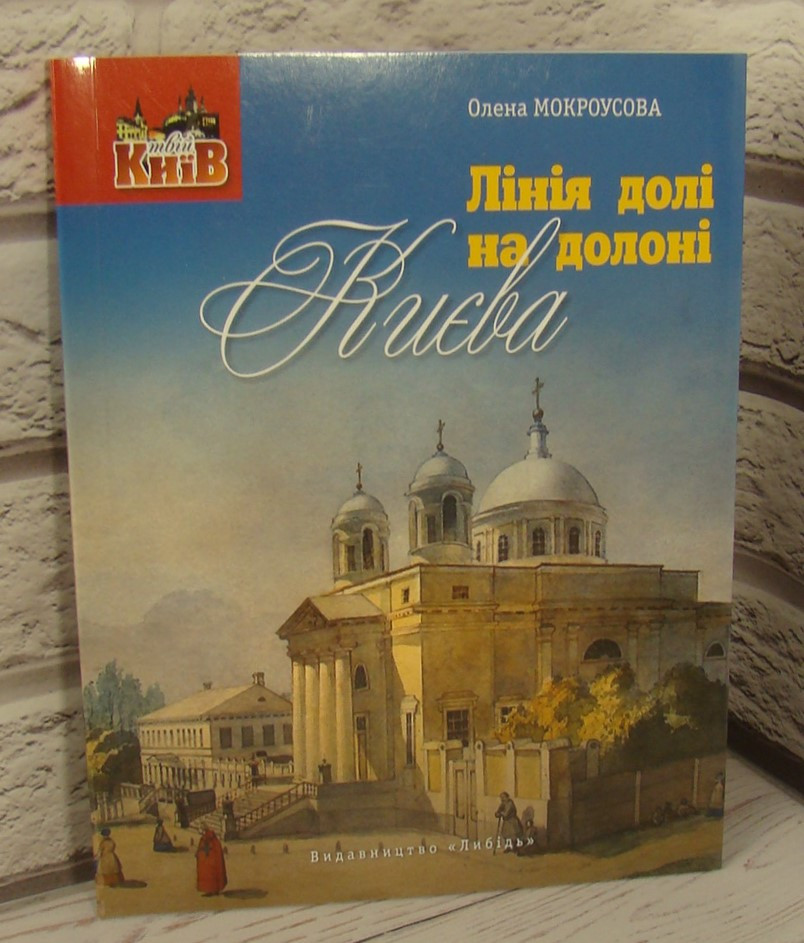 твій
Київ
Олена МОКРОУСОВА
Лінія долі
на долоні
Києва
Видавництво «Либідь»